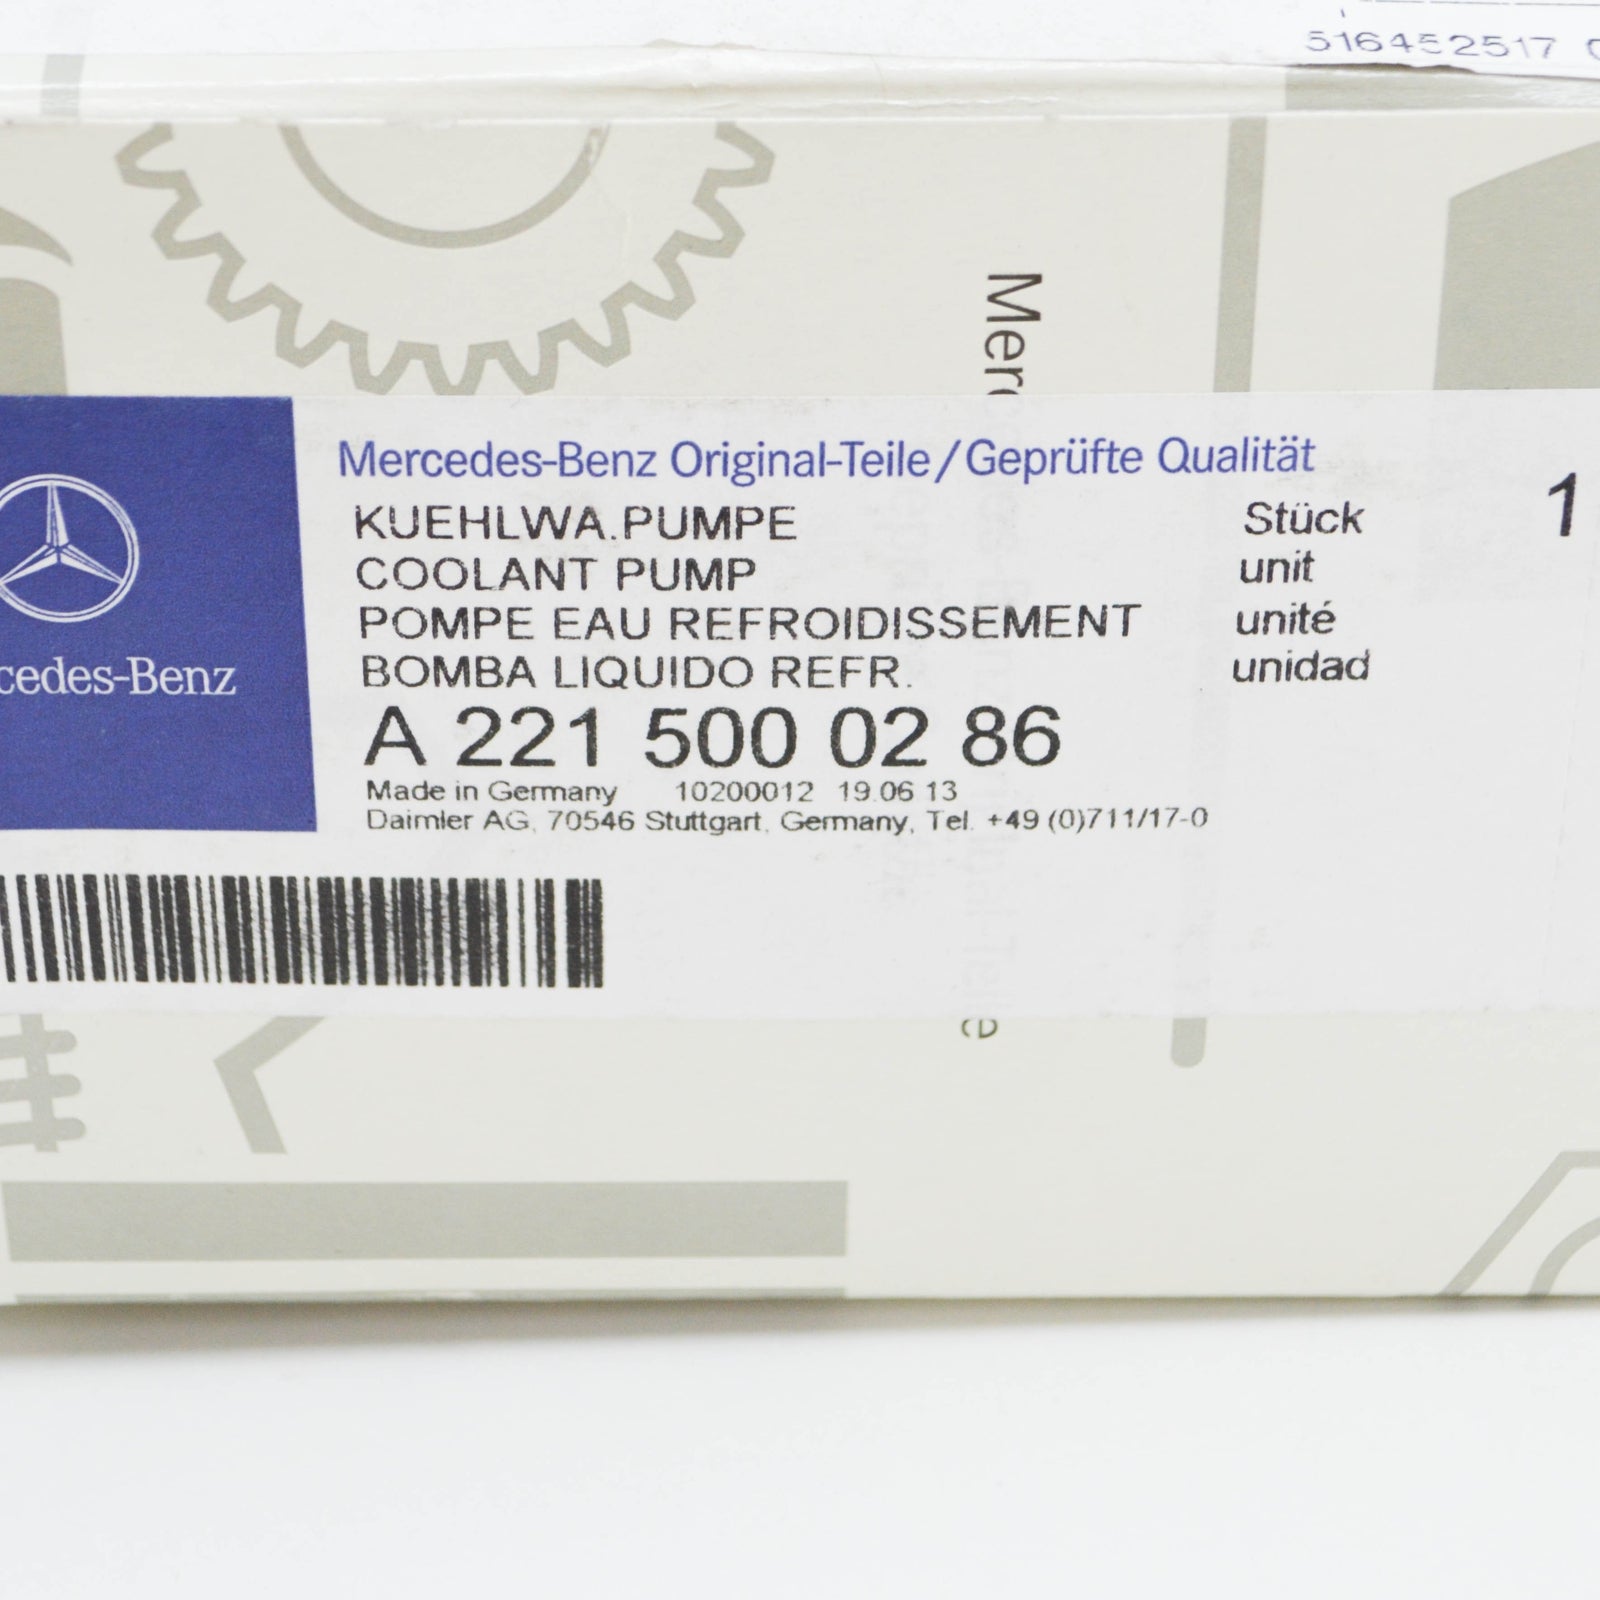 516452517
Mercedes-Benz Original-Teile/Geprüfte Qualität
KUEHLWA.PUMPE Stück 1
COOLANT PUMP unit
POMPE EAU REFROIDISSEMENT unité
BOMBA LIQUIDO REFR. unidad
A 221 500 02 86
Made in Germany 10200012 19.06.13
Daimler AG, 70546 Stuttgart, Germany, Tel. +49 (0)711/17-0
cedes-Benz
Merc